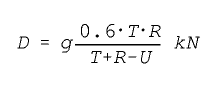 D = g 0.6·T·R / T+R-U kN